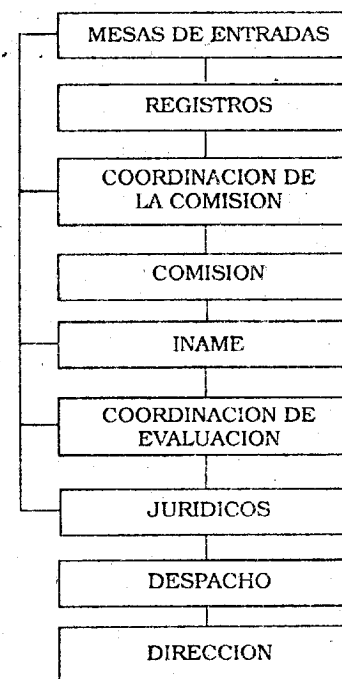 MESAS DE ENTRADAS
REGISTROS
COORDINACION DE
LA COMISION
COMISION
INAME
COORDINACION DE
EVALUACION
JURIDICOS
DESPACHO
DIRECCION